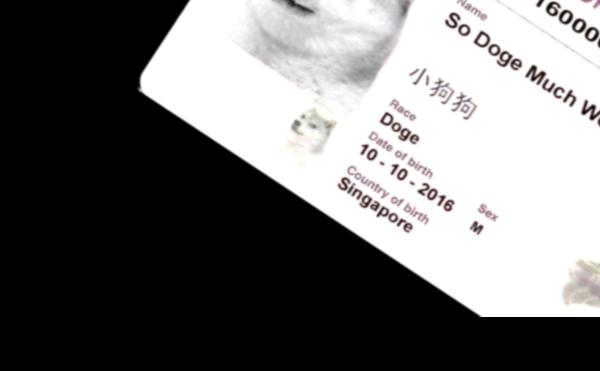 Name
So Doge Much
小狗狗
Race
Doge
Date of birth
10 - 10 - 2016
Sex
M
Country of birth
Singapore